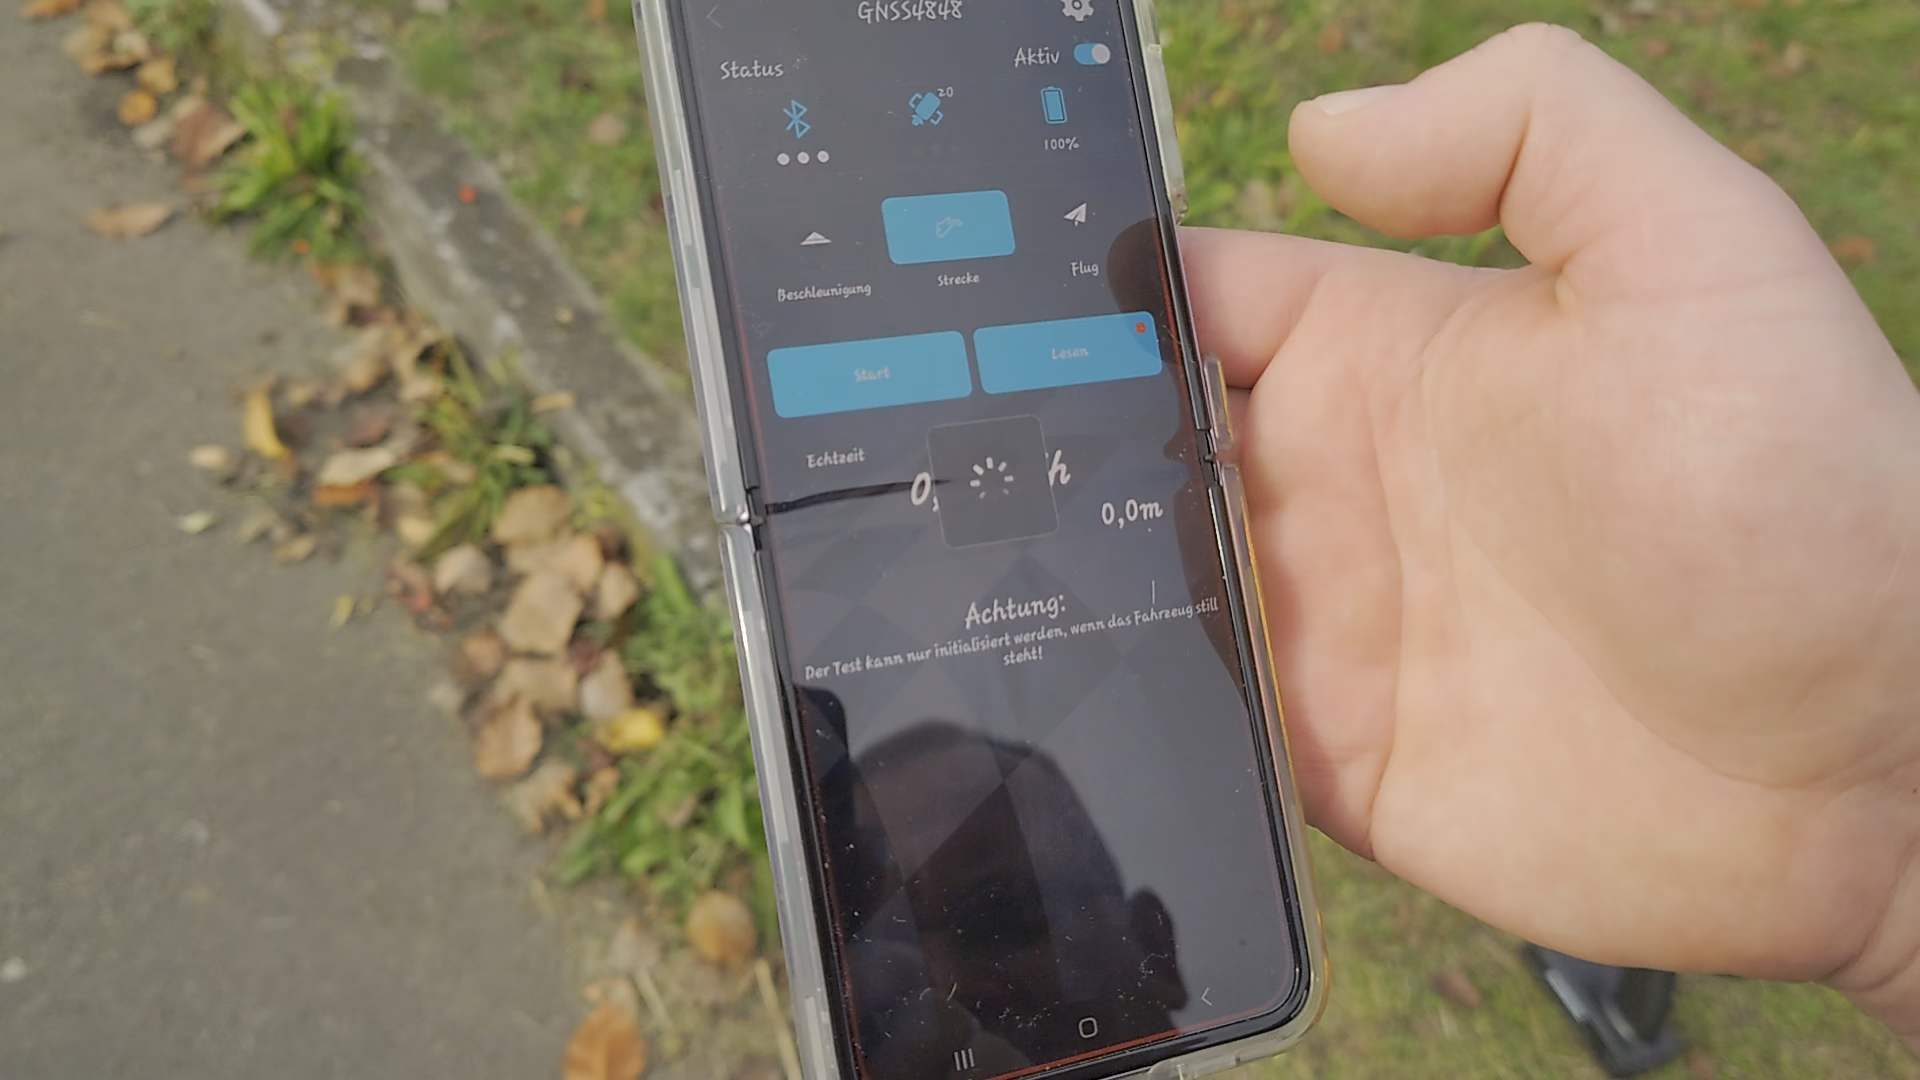 GNSS4848
Status
Aktiv
20
100%
Beschleunigung
Strecke
Flug
Start
Lesen
Echtzeit
0,
h
0,0m
Achtung:
Der Test kann nur initialisiert werden, wenn das Fahrzeug still
steht!